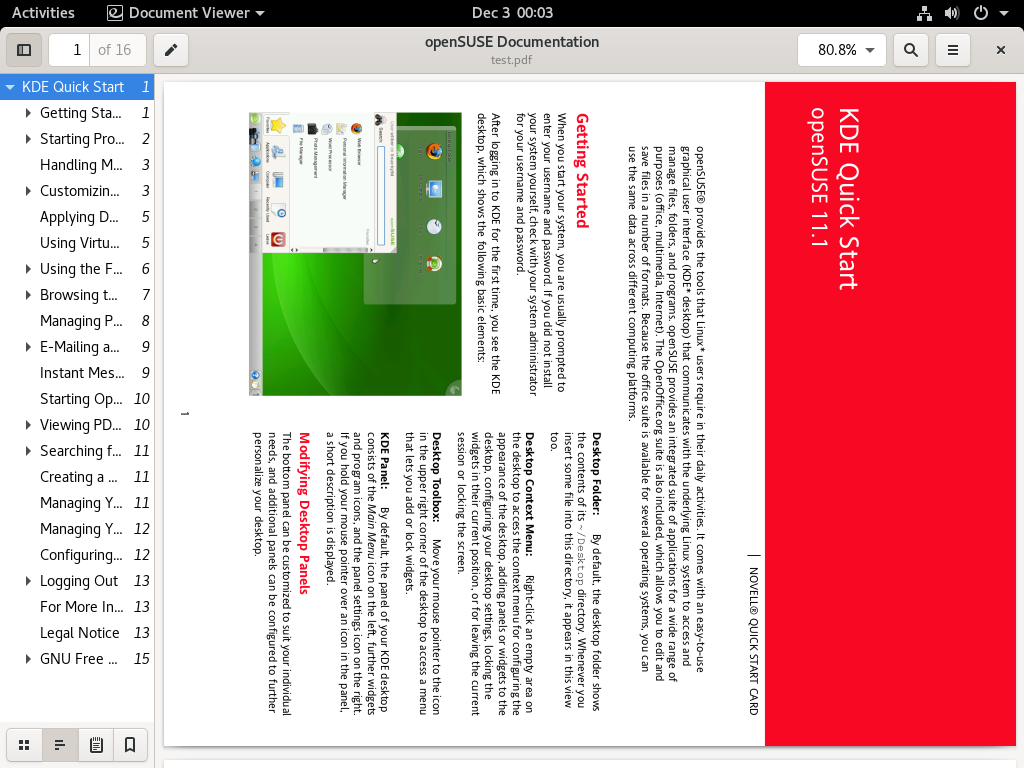 Activities
Document Viewer
Dec 3 00:03
1
of 16
openSUSE Documentation
test.pdf
80.8%
KDE Quick Start 1
Getting Sta... 1
Starting Pro... 2
Handling M... 3
Customizin... 3
Applying D... 5
Using Virtu... 5
Using the F... 6
Browsing t... 7
Managing P... 8
E-Mailing a... 9
Instant Mes... 9
Starting Op... 10
Viewing PD... 10
Searching f... 11
Creating a ... 11
Managing Y... 11
Managing Y... 12
Configuring... 12
Logging Out 13
For More In... 13
Legal Notice 13
GNU Free ... 15
KDE Quick Start
openSUSE 11.1
NOVELL® QUICK START CARD
openSUSE® provides the tools that Linux* users require in their daily activities. It comes with an easy-to-use
graphical user interface (KDE* desktop) that communicates with the underlying Linux system to access and
manage files, folders, and programs. openSUSE provides an integrated suite of applications for a wide range of
purposes (office, multimedia, Internet). The OpenOffice.org suite is also included, which allows you to edit and
save files in a number of formats. Because the office suite is available for several operating systems, you can
use the same data across different computing platforms.
Getting Started
When you start your system, you are usually prompted to
enter your username and password. If you did not install
your system yourself, check with your system administrator
for your username and password.
After logging in to KDE for the first time, you see the KDE
desktop, which shows the following basic elements:
Search:
Web Browser
Personal Information Manager
Word Processor
Photo Management
File Manager
Favorites
Applications
Computer
Recently Used
Leave
Desktop Folder: By default, the desktop folder shows
the contents of its ~/Desktop directory. Whenever you
insert some file into this directory, it appears in this view
too.
Desktop Context Menu: Right-click an empty area on
the desktop to access the context menu for configuring the
appearance of the desktop, adding panels or widgets to the
desktop, configuring your desktop settings, locking the
widgets in their current position, or for leaving the current
session or locking the screen.
Desktop Toolbox: Move your mouse pointer to the icon
in the upper right corner of the desktop to access a menu
that lets you add or lock widgets.
KDE Panel: By default, the panel of your KDE desktop
consists of the Main Menu icon on the left, further widgets
and program icons, and the panel settings icon on the right.
If you hold your mouse pointer over an icon in the panel,
a short description is displayed.
Modifying Desktop Panels
The bottom panel can be customized to suit your individual
needs, and additional panels can be configured to further
personalize your desktop.
1